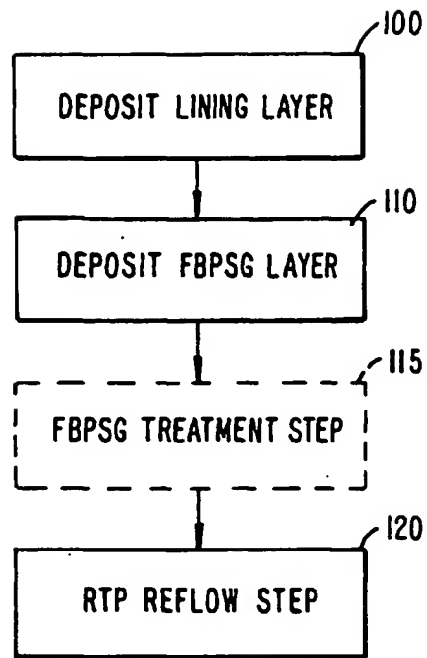 100
DEPOSIT LINING LAYER
110
DEPOSIT FBPSG LAYER
115
FBPSG TREATMENT STEP
120
RTP REFLOW STEP